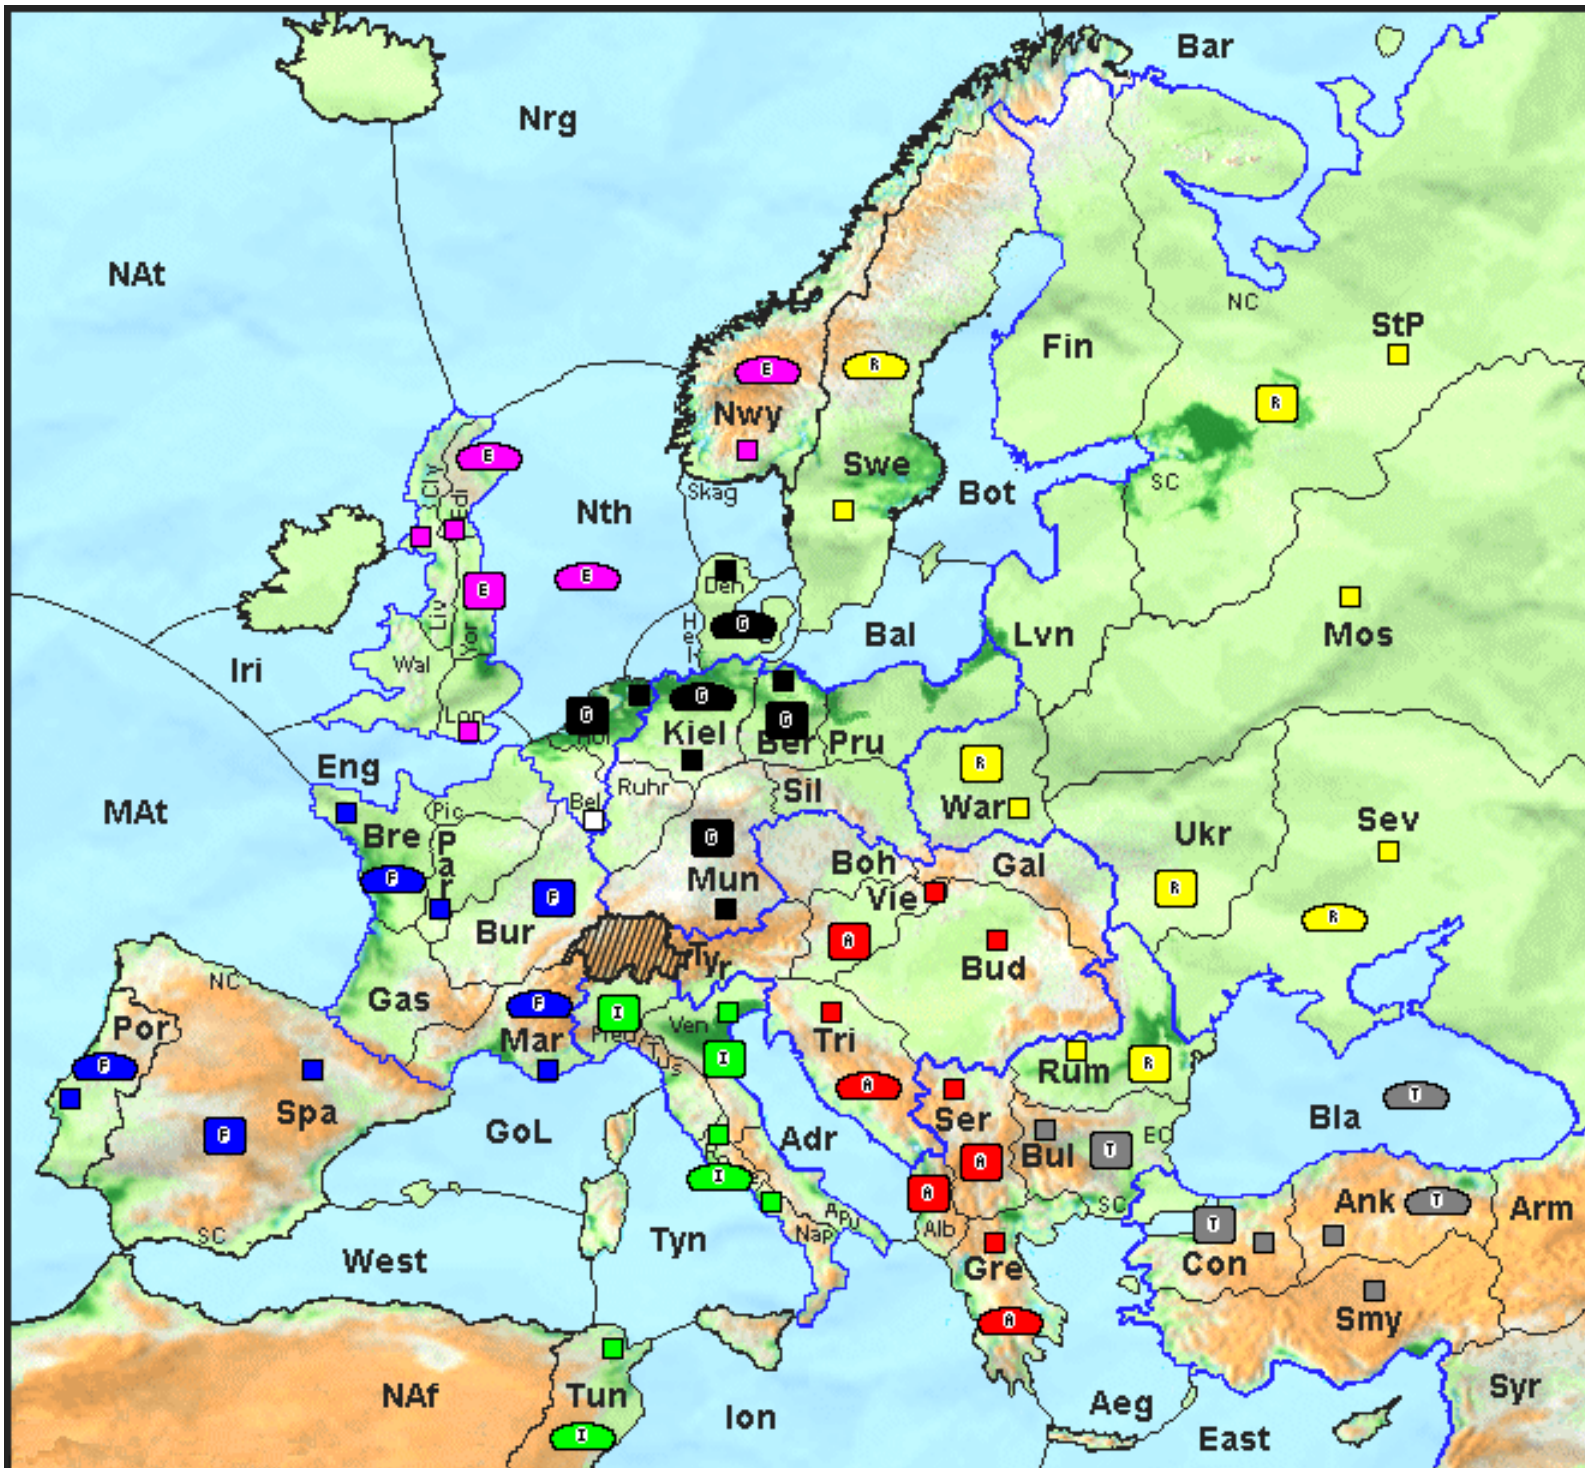 Bar
Nrg
NAt
NC
StP
Fin
R
E
R
Nwy
R
E
Cly
Edl
Swe
SC
Skag
Bot
Nth
E
E
Den
Liv
Yor
Hel
G
Bal
Lvn
Mos
Wal
Iri
Lon
G
G
G
Hol
Kiel
Ber
Pru
Eng
R
Ruhr
Sil
War
MAt
Pic
Bel
Bre
Par
G
Ukr
Sev
Boh
Gal
F
F
Mun
Vie
R
R
Bur
A
Tyr
Bud
NC
Gas
F
I
Por
Mar
Pied
Ven
Tri
F
Tus
I
Rum
R
A
Ser
T
Bla
Spa
F
GoL
Adr
Bul
T
EC
A
I
A
Ank
T
Arm
SC
Apu
Nap
Alb
SC
T
West
Tyn
Gre
Con
Smy
A
NAf
Tun
Ion
Aeg
Syr
I
East